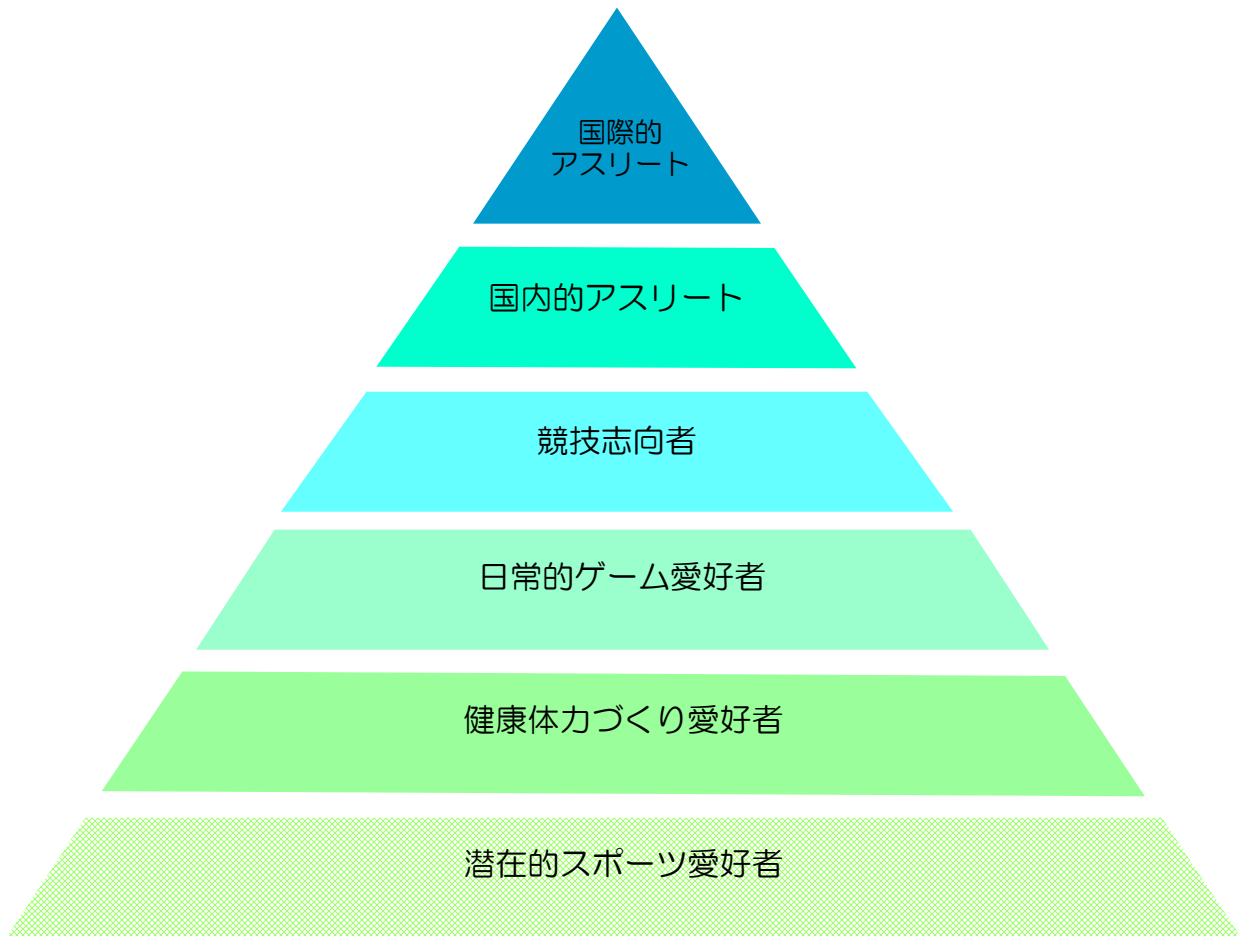 国際的
アスリート
国内的アスリート
競技志向者
日常的ゲーム愛好者
健康体力づくり愛好者
潜在的スポーツ愛好者